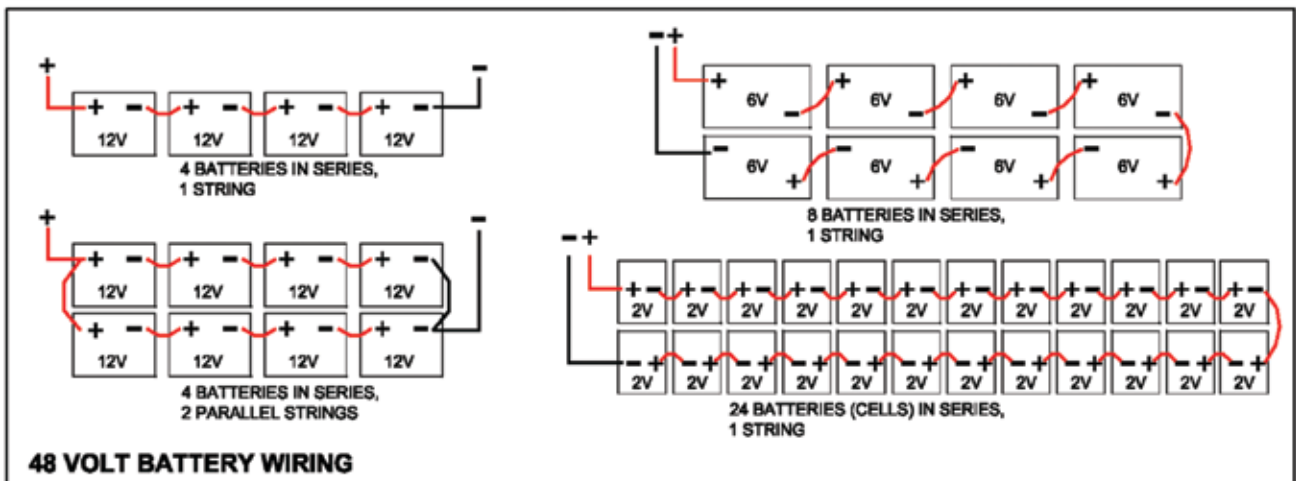 + -
+ - + - + - + -
12V 12V 12V 12V
4 BATTERIES IN SERIES,
1 STRING
- +
+ + + +
6V 6V 6V 6V
- - - -
- - - -
6V 6V 6V 6V
+ + + +
8 BATTERIES IN SERIES,
1 STRING
+ -
+ - + - + - + -
12V 12V 12V 12V
+ - + - + - + -
12V 12V 12V 12V
4 BATTERIES IN SERIES,
2 PARALLEL STRINGS
- +
+ - + - + - + - + - + - + - + - + - + - + - + -
2V 2V 2V 2V 2V 2V 2V 2V 2V 2V 2V 2V
- + - + - + - + - + - + - + - + - + - + - + - +
2V 2V 2V 2V 2V 2V 2V 2V 2V 2V 2V 2V
24 BATTERIES (CELLS) IN SERIES,
1 STRING
48 VOLT BATTERY WIRING